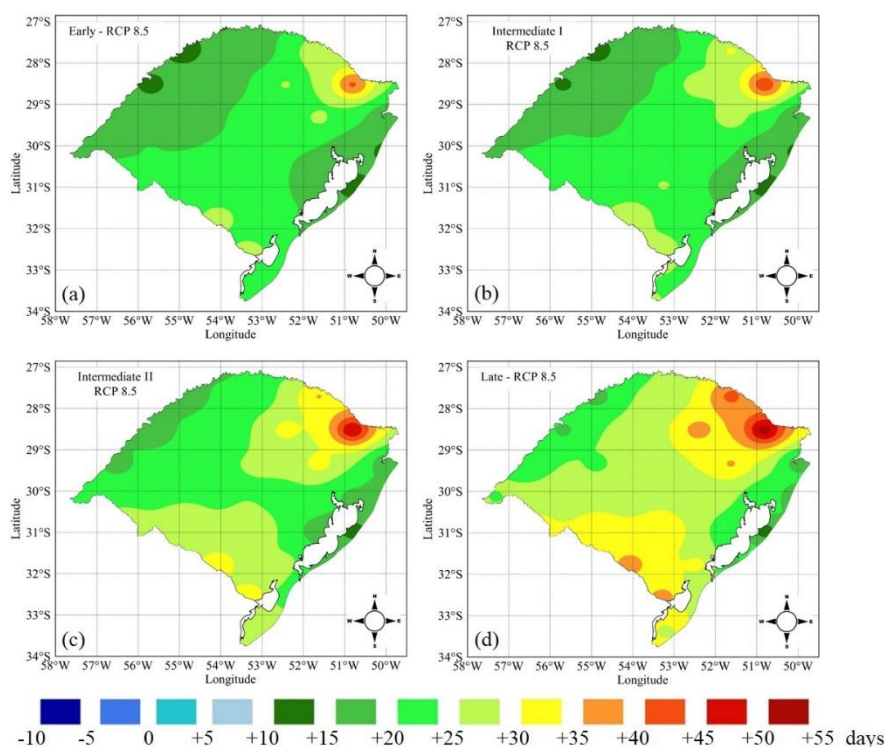 Early - RCP 8.5
27°S
28°S
29°S
30°S
31°S
32°S
33°S
34°S
Latitude
N
W E
S
(a)
58°W 57°W 56°W 55°W 54°W 53°W 52°W 51°W 50°W
Longitude
Intermediate I
RCP 8.5
27°S
28°S
29°S
30°S
31°S
32°S
33°S
34°S
Latitude
N
W E
S
(b)
58°W 57°W 56°W 55°W 54°W 53°W 52°W 51°W 50°W
Longitude
Intermediate II
RCP 8.5
27°S
28°S
29°S
30°S
31°S
32°S
33°S
34°S
Latitude
N
W E
S
(c)
58°W 57°W 56°W 55°W 54°W 53°W 52°W 51°W 50°W
Longitude
Late - RCP 8.5
27°S
28°S
29°S
30°S
31°S
32°S
33°S
34°S
Latitude
N
W E
S
(d)
58°W 57°W 56°W 55°W 54°W 53°W 52°W 51°W 50°W
Longitude
-10 -5 0 +5 +10 +15 +20 +25 +30 +35 +40 +45 +50 +55 days